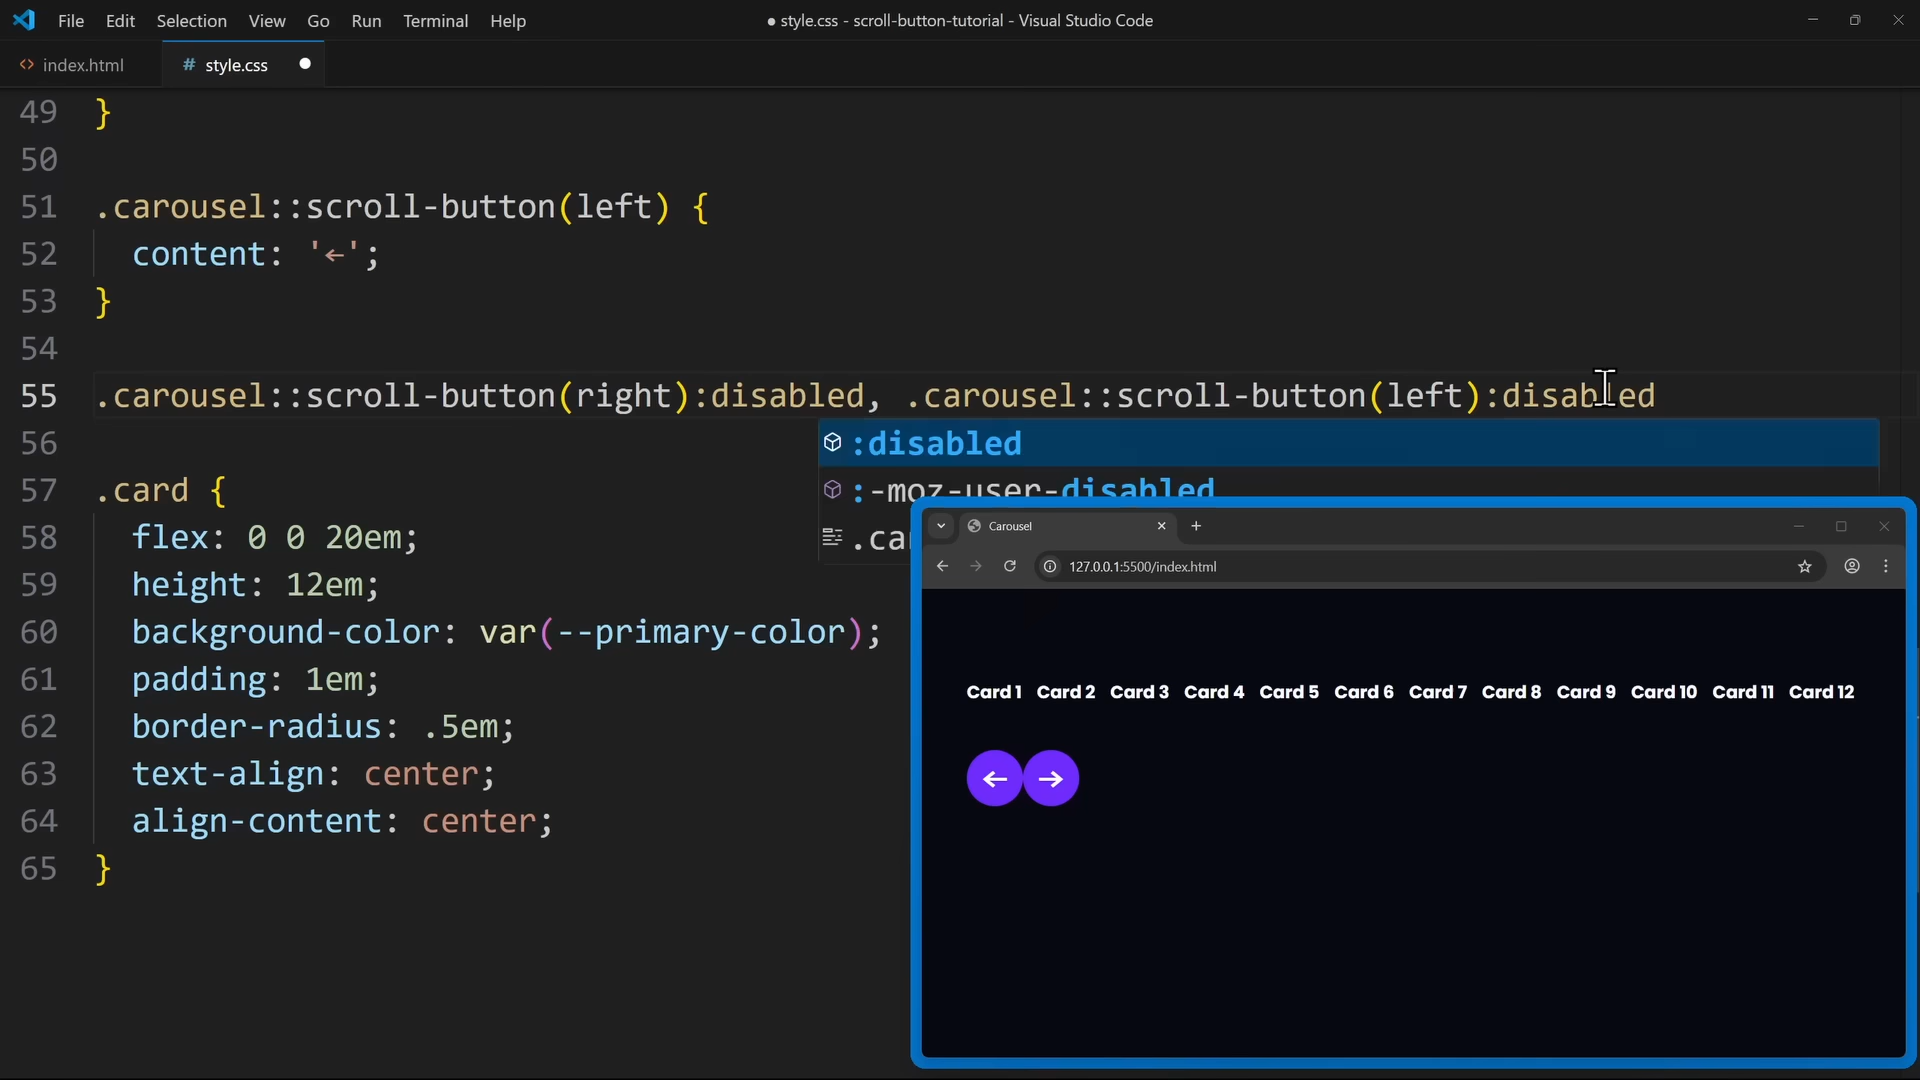 File Edit Selection View Go Run Terminal Help
● style.css - scroll-button-tutorial - Visual Studio Code
<> index.html
# style.css ●
49 }
50
51 .carousel::scroll-button(left) {
52 content: '←';
53 }
54
55 .carousel::scroll-button(right):disabled, .carousel::scroll-button(left):disabled
:disabled
56
:-moz-user-disabled
57 .card {
58 flex: 0 0 20em;
.ca
59 height: 12em;
60 background-color: var(--primary-color);
61 padding: 1em;
62 border-radius: .5em;
63 text-align: center;
64 align-content: center;
65 }
Carousel
127.0.0.1:5500/index.html
Card 1 Card 2 Card 3 Card 4 Card 5 Card 6 Card 7 Card 8 Card 9 Card 10 Card 11 Card 12
← →